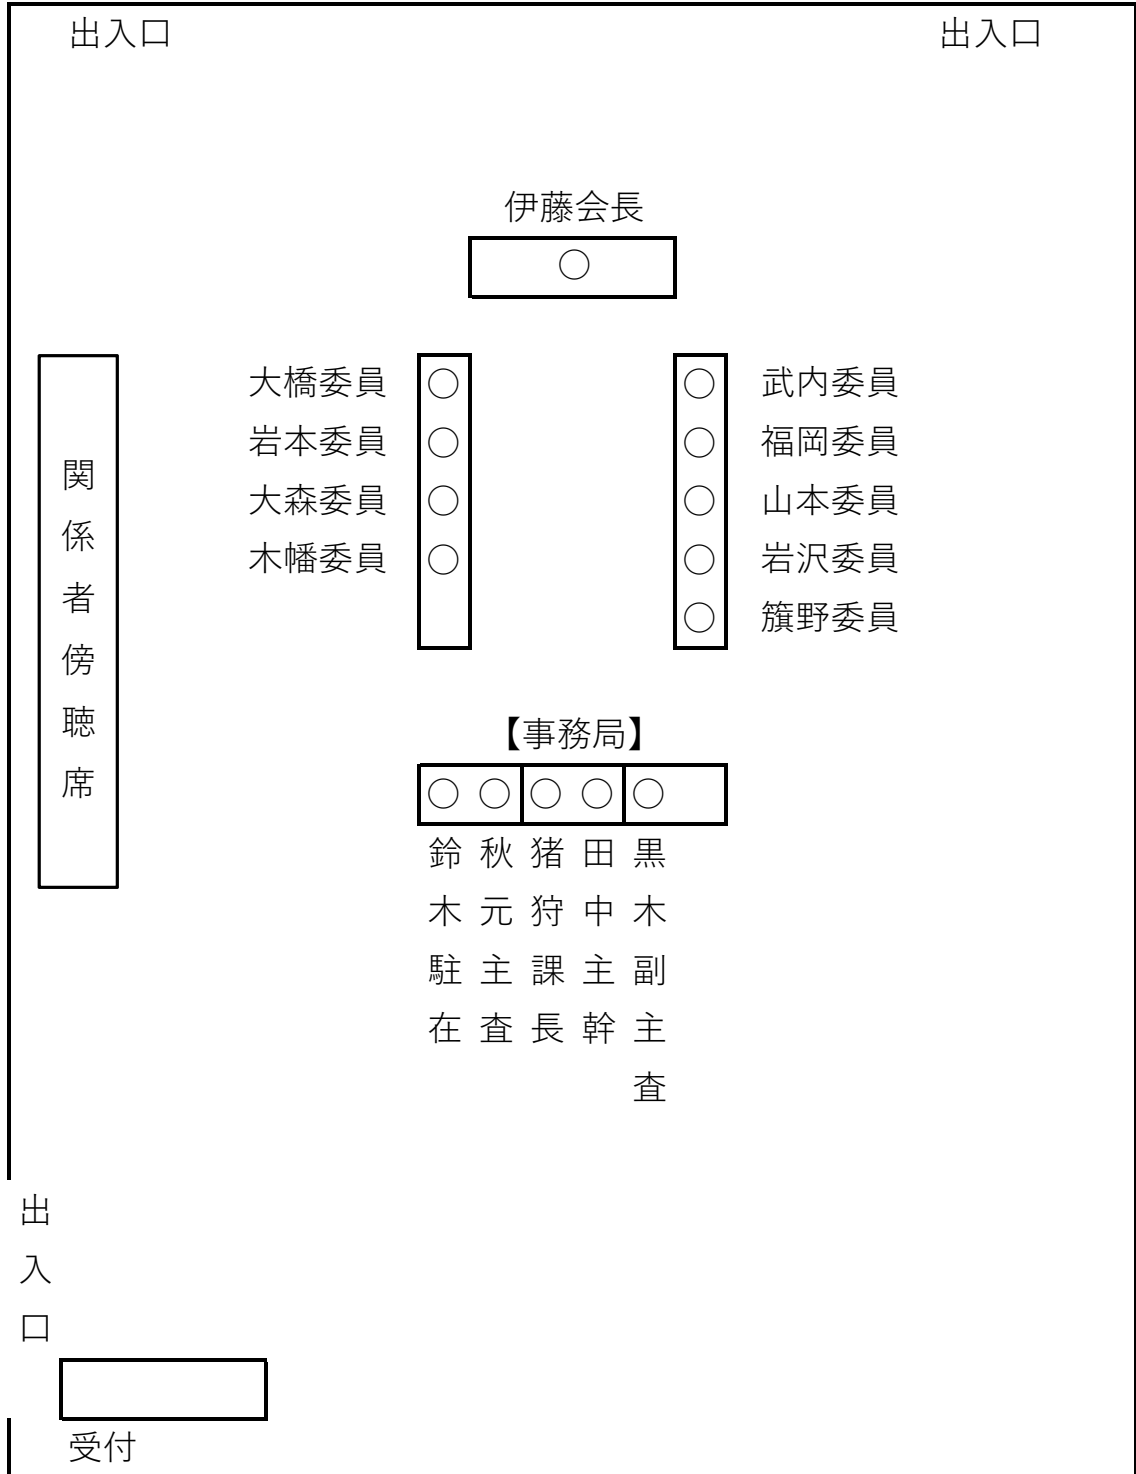 出入口
出入口
伊藤会長
○
大橋委員 ○
岩本委員 ○
大森委員 ○
木幡委員 ○
○ 武内委員
○ 福岡委員
○ 山本委員
○ 岩沢委員
○ 籏野委員
関係者傍聴席
【事務局】
○ ○ ○ ○ ○
鈴木駐在
秋元主査
猪狩課長
田中主幹
黒木副主査
出入口
受付